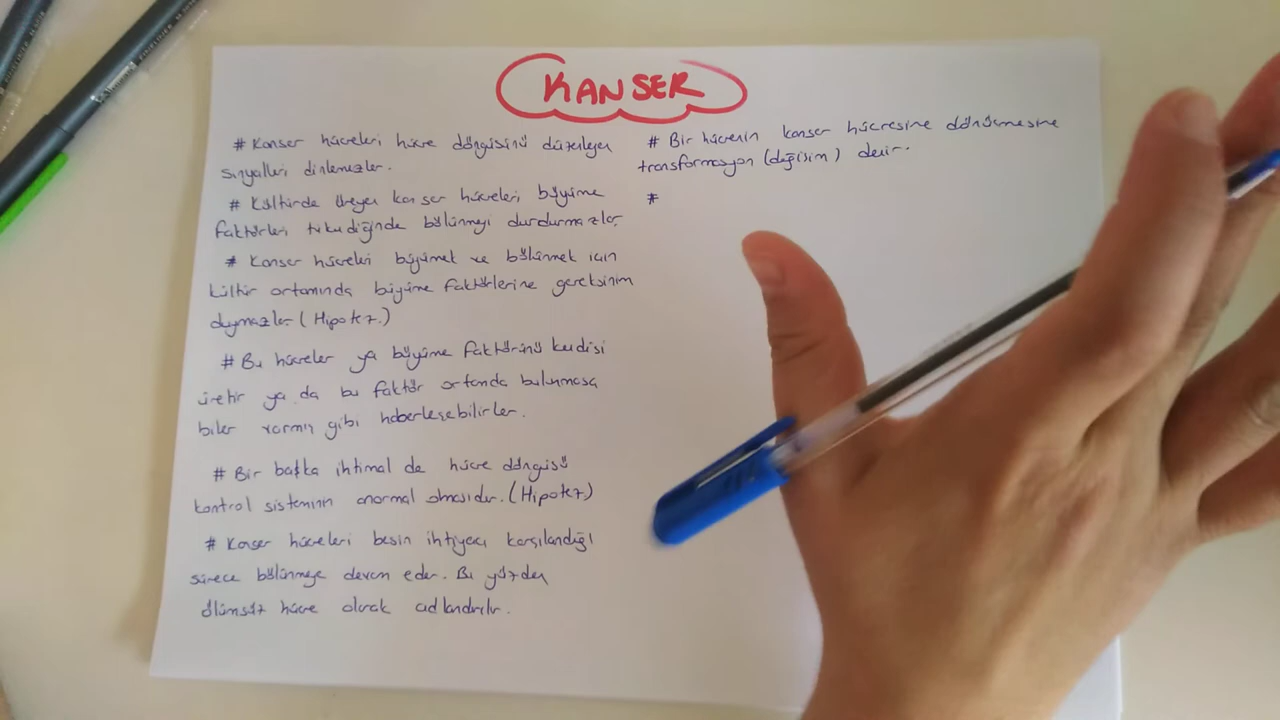 KANSER
# Kanser hücreleri hücre döngüsünü düzenleyen
sinyalleri dinlemezler.
# Kültürde üreyen kanser hücreleri büyüme
faktörleri tükendiğinde bölünmeyi durdurmazlar.
# Kanser hücreleri büyümek ve bölünmek için
kültür ortamında büyüme faktörlerine gereksinim
duymazlar (Hipotez.)
# Bu hücreler ya büyüme faktörünü kendisi
üretir ya da bu faktör ortamda bulunmasa
bile varmış gibi haberleşebilirler.
# Bir başka ihtimal de hücre döngüsü
kontrol sisteminin anormal olmasıdır. (Hipotez)
# Kanser hücreleri besin ihtiyacı karşılandığı
sürece bölünmeye devam eder. Bu yüzden
ölümsüz hücre olarak adlandırılır.
# Bir hücrenin kanser hücresine dönüşmesine
transformasyon (değişim) denir.
#